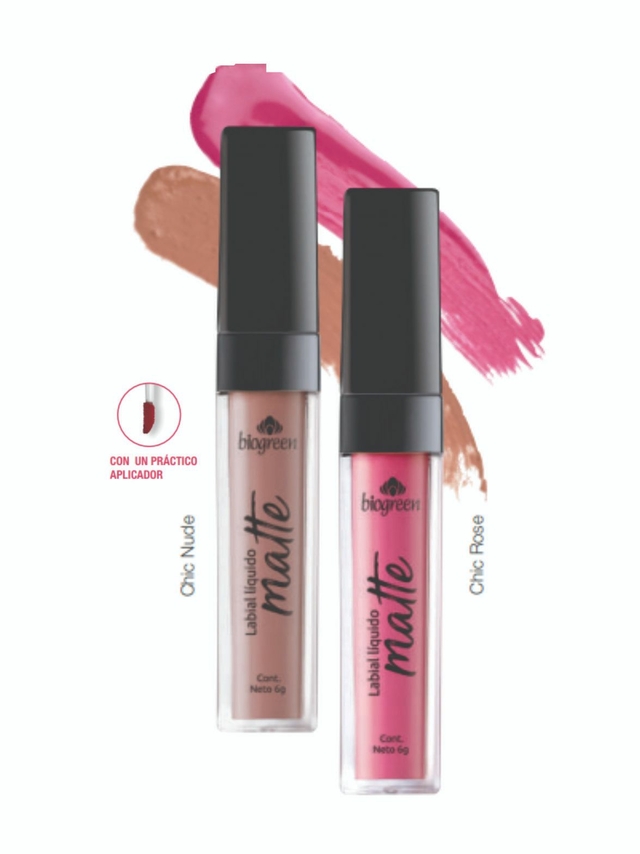 biogreen
Labial líquido
matte
Cont.
Neto 6g
biogreen
Labial líquido
matte
Cont.
Neto 6g
CON UN PRÁCTICO
APLICADOR
Chic Nude
Chic Rose